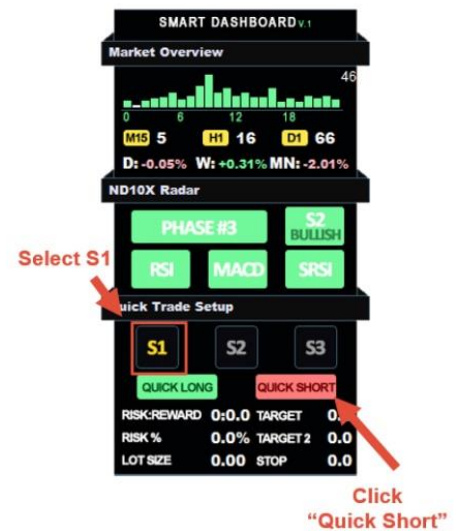 SMART DASHBOARD V.1
Market Overview
46
0 6 12 18
M15 5 H1 16 D1 66
D: -0.05% W: +0.31% MN: -2.01%
ND10X Radar
PHASE #3 S2 BULLISH
Select S1
RSI MACD SRSI
uick Trade Setup
S1 S2 S3
QUICK LONG QUICK SHORT
RISK:REWARD 0:0.0 TARGET
RISK % 0.0% TARGET 2 0.0
LOT SIZE 0.00 STOP 0.0
Click
“Quick Short”